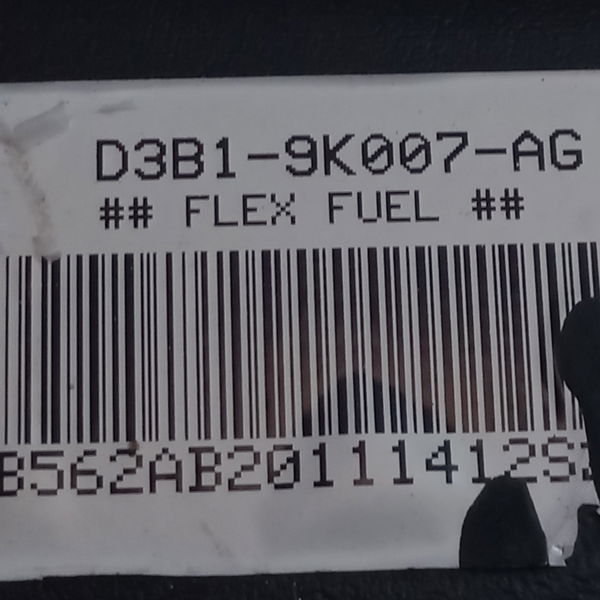 D3B1-9K007-AG
## FLEX FUEL ##
B562AB20111412S